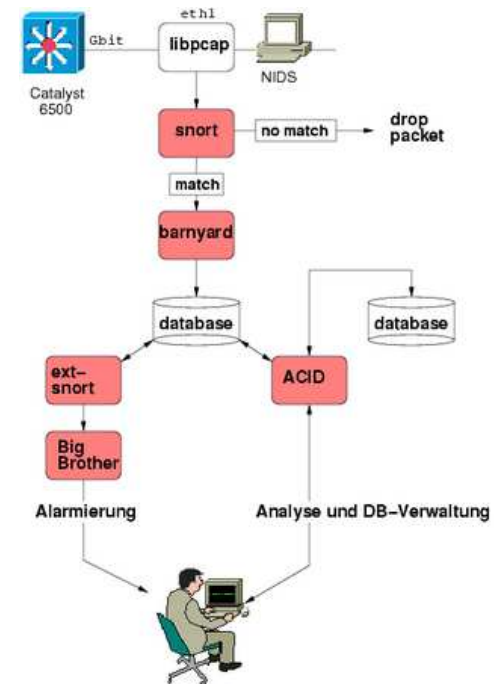 eth1
Gbit
libpcap
NIDS
Catalyst
6500
snort
no match
drop
packet
match
barnyard
database
database
ext-
snort
ACID
Big
Brother
Alarmierung
Analyse und DB-Verwaltung